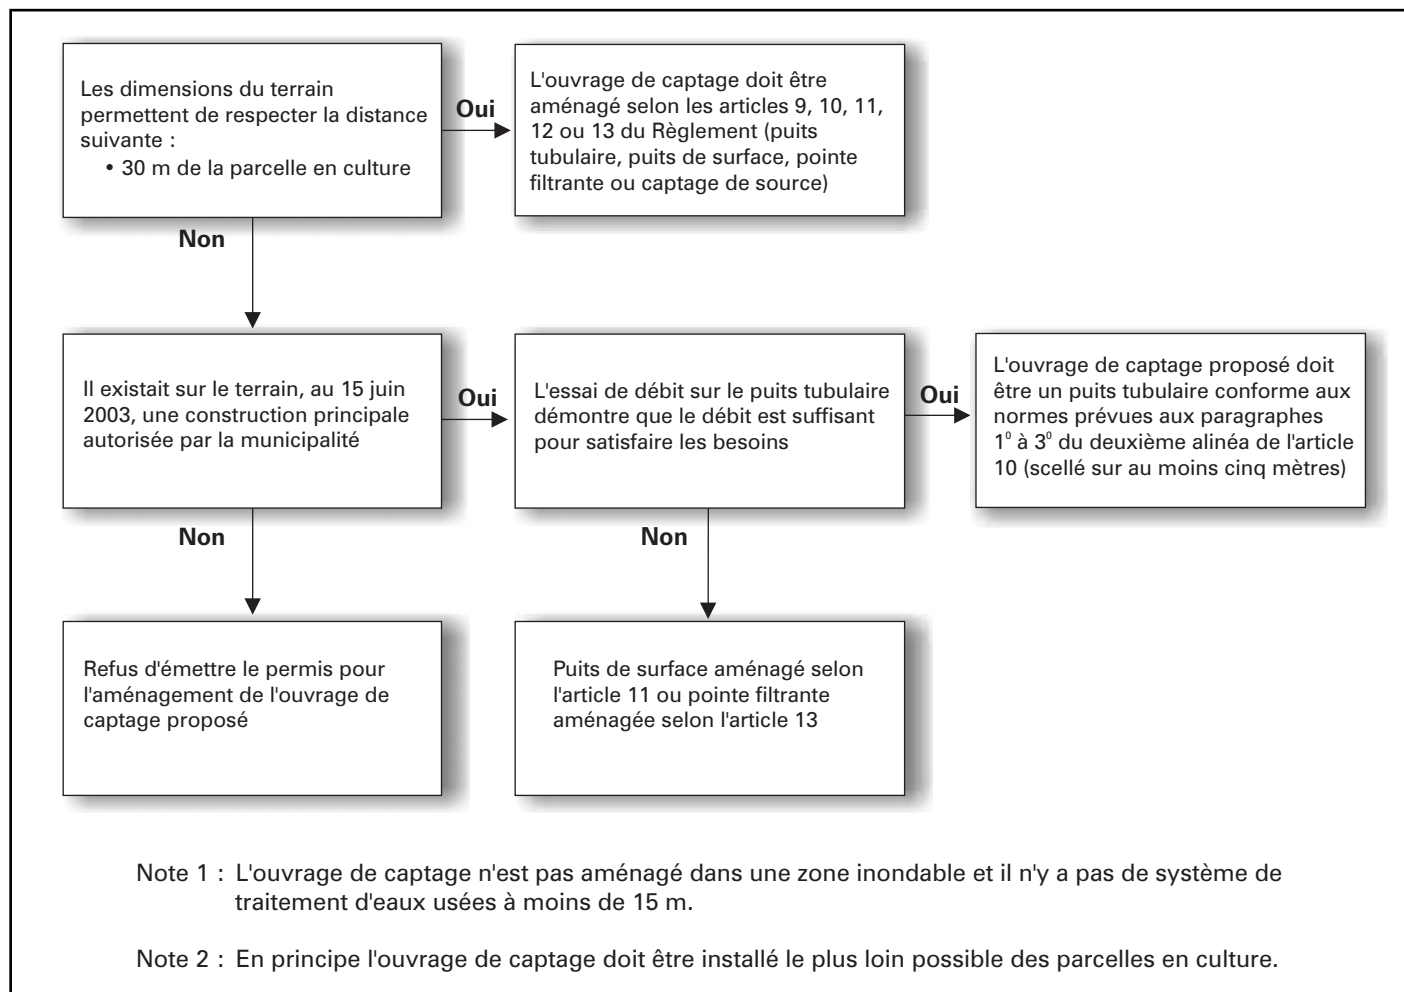 Les dimensions du terrain
permettent de respecter la distance
suivante :
• 30 m de la parcelle en culture
Oui
L'ouvrage de captage doit être
aménagé selon les articles 9, 10, 11,
12 ou 13 du Règlement (puits
tubulaire, puits de surface, pointe
filtrante ou captage de source)
Non
Il existait sur le terrain, au 15 juin
2003, une construction principale
autorisée par la municipalité
Oui
L'essai de débit sur le puits tubulaire
démontre que le débit est suffisant
pour satisfaire les besoins
Oui
L'ouvrage de captage proposé doit
être un puits tubulaire conforme aux
normes prévues aux paragraphes
1⁰ à 3⁰ du deuxième alinéa de l'article
10 (scellé sur au moins cinq mètres)
Non
Non
Refus d'émettre le permis pour
l'aménagement de l'ouvrage de
captage proposé
Puits de surface aménagé selon
l'article 11 ou pointe filtrante
aménagée selon l'article 13
Note 1 : L'ouvrage de captage n'est pas aménagé dans une zone inondable et il n'y a pas de système de
traitement d'eaux usées à moins de 15 m.
Note 2 : En principe l'ouvrage de captage doit être installé le plus loin possible des parcelles en culture.